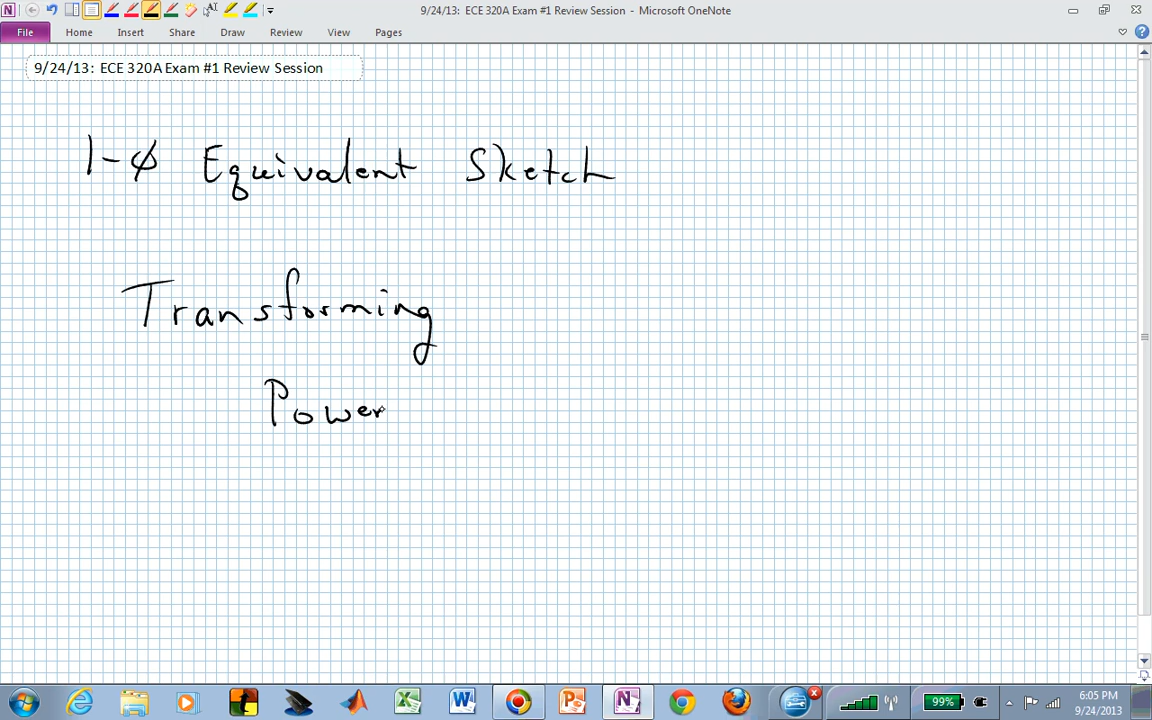 9/24/13: ECE 320A Exam #1 Review Session - Microsoft OneNote
File Home Insert Share Draw Review View Pages
9/24/13: ECE 320A Exam #1 Review Session
1-ϕ Equivalent Sketch
Transforming
Power
99%
6:05 PM
9/24/2013